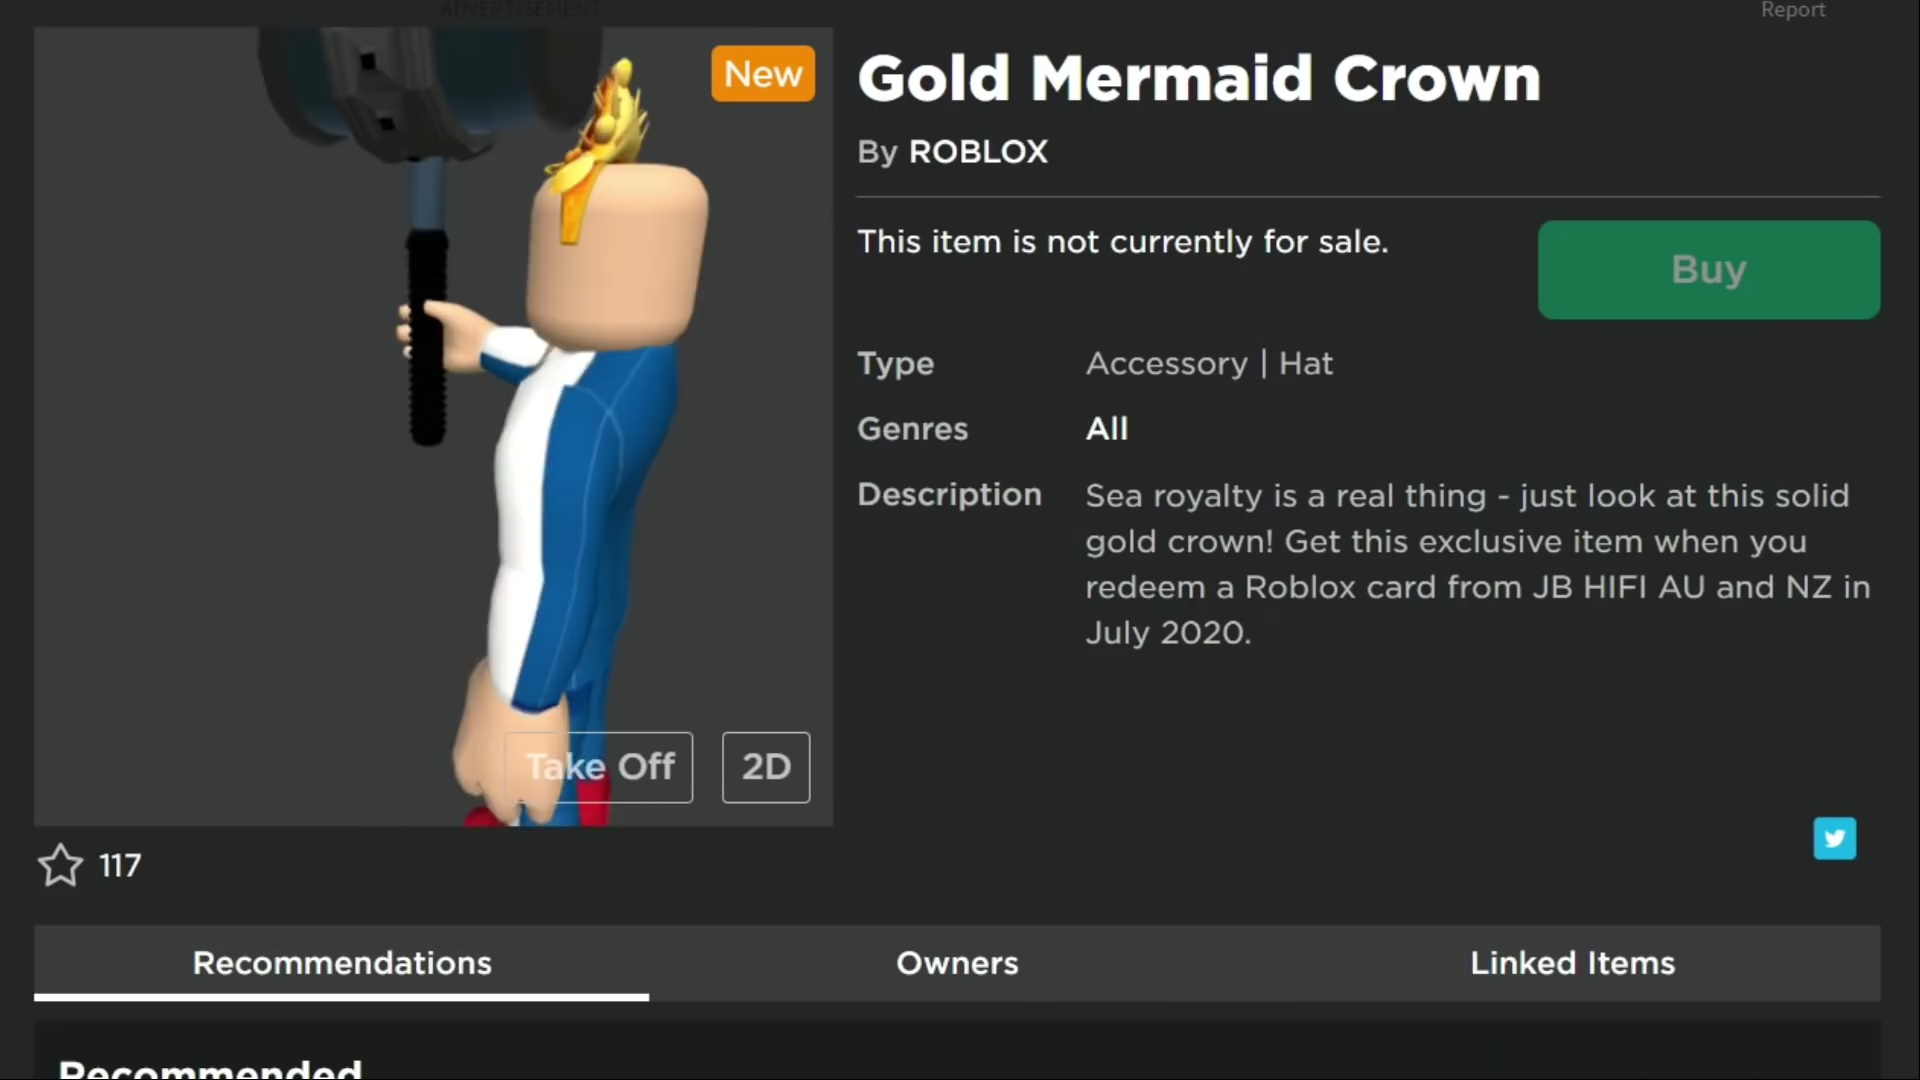 ADVERTISEMENT
Report
New
Gold Mermaid Crown
By ROBLOX
This item is not currently for sale.
Buy
Type Accessory | Hat
Genres All
Description Sea royalty is a real thing - just look at this solid
gold crown! Get this exclusive item when you
redeem a Roblox card from JB HIFI AU and NZ in
July 2020.
Take Off
2D
117
Recommendations
Owners
Linked Items
Recommended